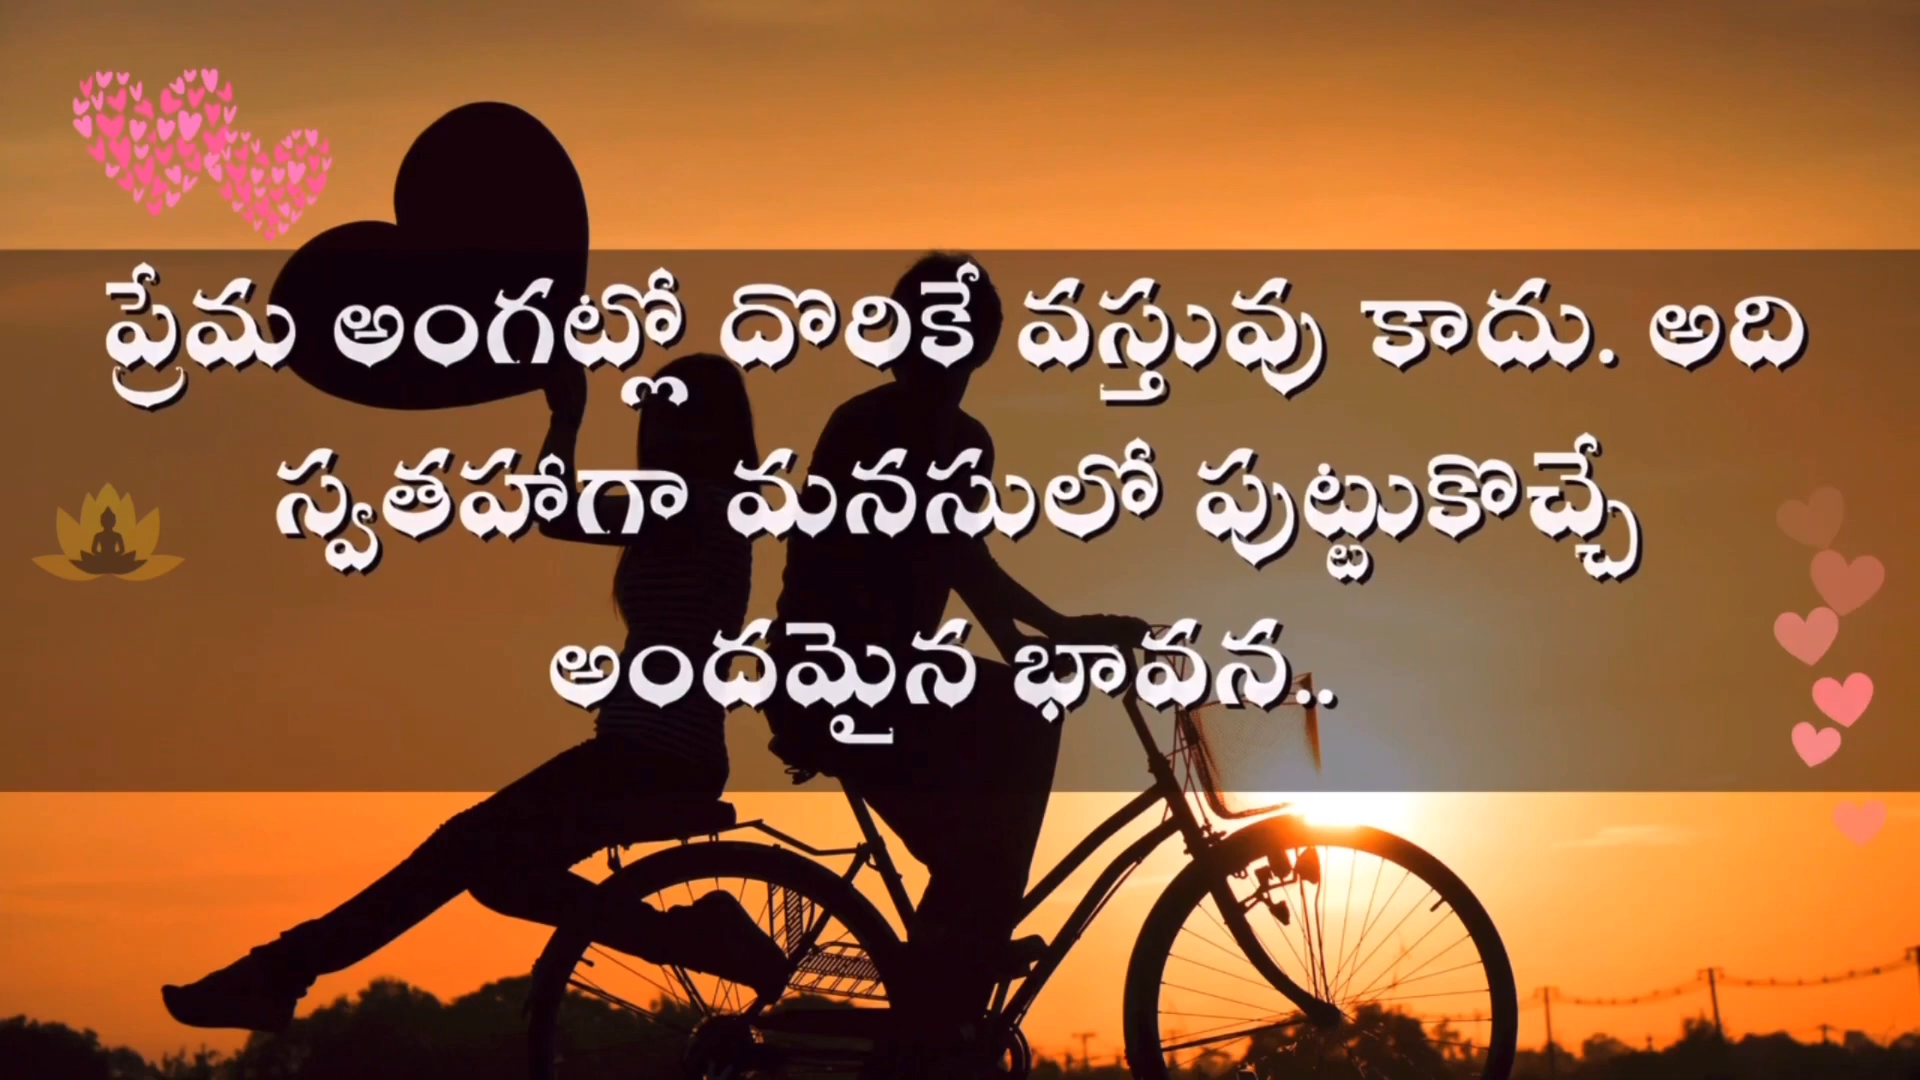 ప్రేమ అంగట్లో దొరికే వస్తువు కాదు. అది
స్వతహాగా మనసులో పుట్టుకొచ్చే
అందమైన భావన..